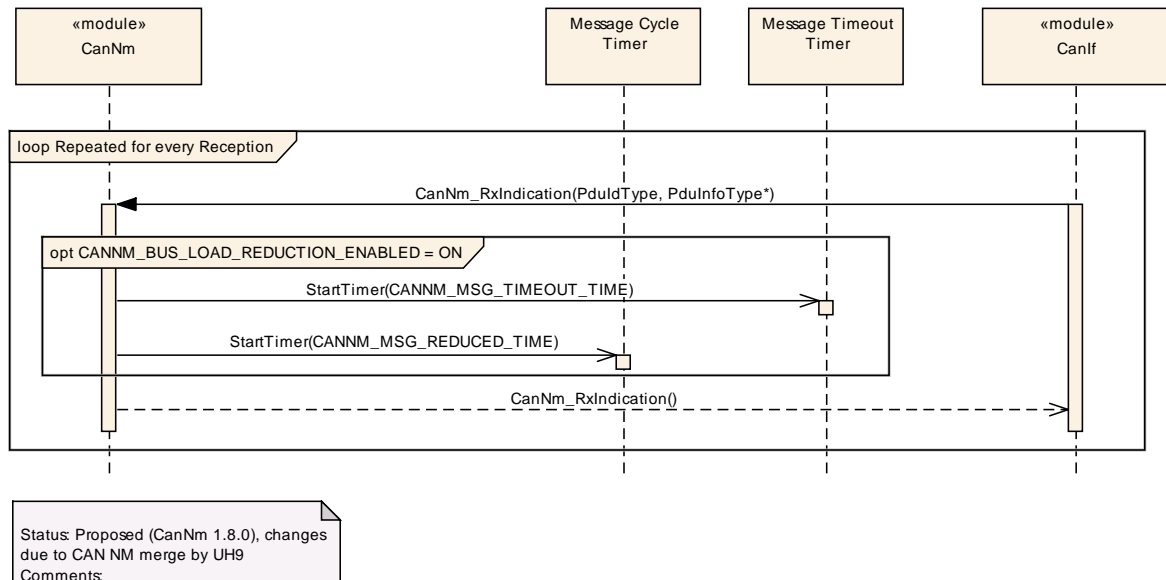 «module»
CanNm
Message Cycle
Timer
Message Timeout
Timer
«module»
CanIf
loop Repeated for every Reception
CanNm_RxIndication(PduIdType, PduInfoType*)
opt CANNM_BUS_LOAD_REDUCTION_ENABLED = ON
StartTimer(CANNM_MSG_TIMEOUT_TIME)
StartTimer(CANNM_MSG_REDUCED_TIME)
CanNm_RxIndication()
Status: Proposed (CanNm 1.8.0), changes
due to CAN NM merge by UH9
Comments: